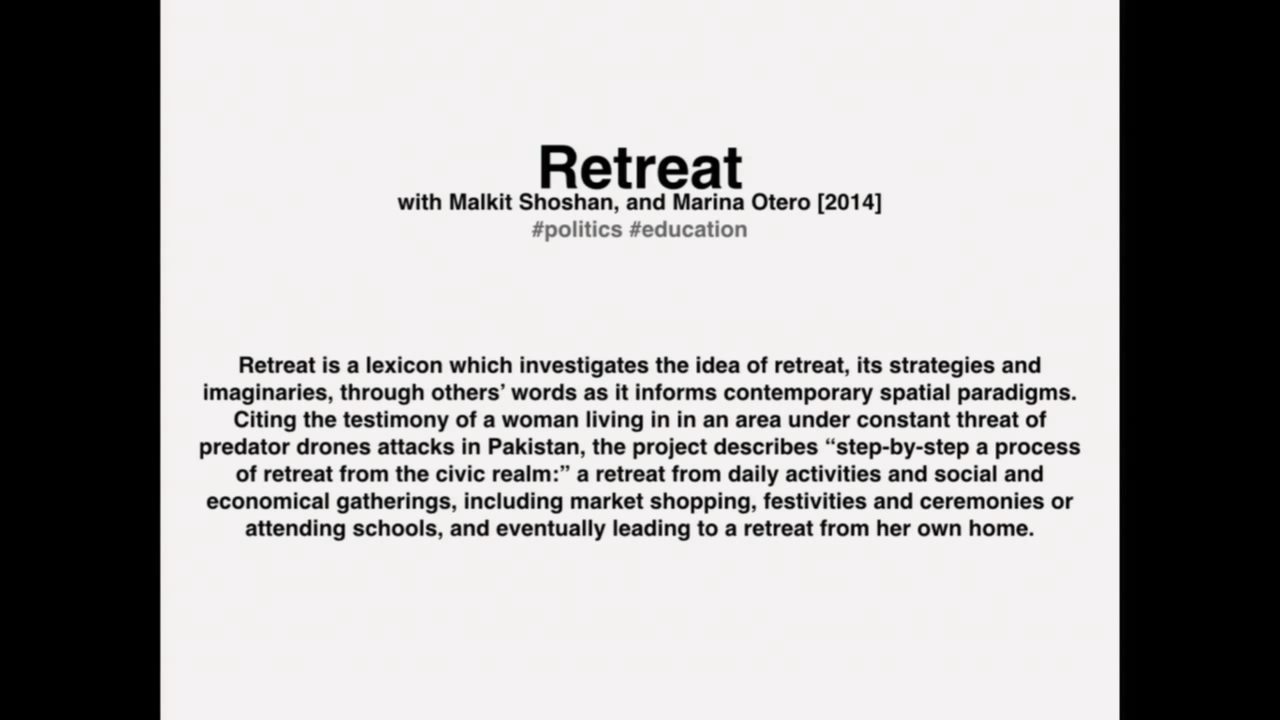 Retreat
with Malkit Shoshan, and Marina Otero [2014]
#politics #education
Retreat is a lexicon which investigates the idea of retreat, its strategies and
imaginaries, through others’ words as it informs contemporary spatial paradigms.
Citing the testimony of a woman living in in an area under constant threat of
predator drones attacks in Pakistan, the project describes “step-by-step a process
of retreat from the civic realm:” a retreat from daily activities and social and
economical gatherings, including market shopping, festivities and ceremonies or
attending schools, and eventually leading to a retreat from her own home.